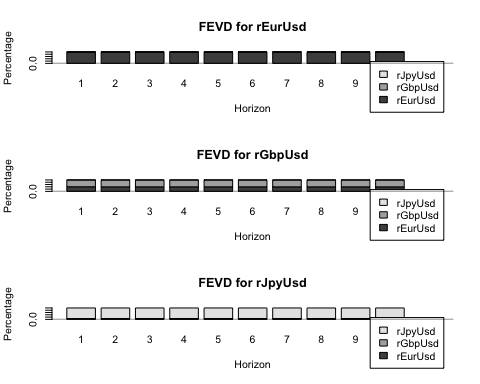 FEVD for rEurUsd
Percentage
0.0
1 2 3 4 5 6 7 8 9
Horizon
rJpyUsd
rGbpUsd
rEurUsd
FEVD for rGbpUsd
Percentage
0.0
1 2 3 4 5 6 7 8 9
Horizon
rJpyUsd
rGbpUsd
rEurUsd
FEVD for rJpyUsd
Percentage
0.0
1 2 3 4 5 6 7 8 9
Horizon
rJpyUsd
rGbpUsd
rEurUsd